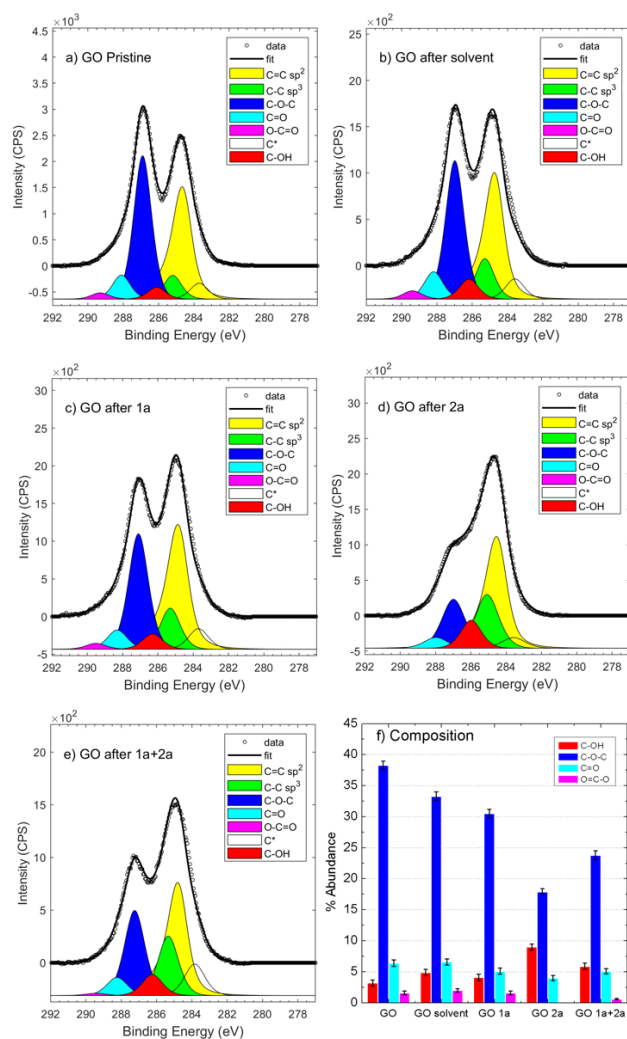 ×10³
a) GO Pristine
data
fit
C=C sp²
C-C sp³
C-O-C
C=O
O-C=O
C*
C-OH
4.5
4
3.5
3
2.5
2
1.5
1
0.5
0
-0.5
Intensity (CPS)
292 290 288 286 284 282 280 278
Binding Energy (eV)
×10²
b) GO after solvent
data
fit
C=C sp²
C-C sp³
C-O-C
C=O
O-C=O
C*
C-OH
25
20
15
10
5
0
Intensity (CPS)
292 290 288 286 284 282 280 278
Binding Energy (eV)
×10²
c) GO after 1a
data
fit
C=C sp²
C-C sp³
C-O-C
C=O
O-C=O
C*
C-OH
30
25
20
15
10
5
0
-5
Intensity (CPS)
292 290 288 286 284 282 280 278
Binding Energy (eV)
×10²
d) GO after 2a
data
fit
C=C sp²
C-C sp³
C-O-C
C=O
O-C=O
C*
C-OH
30
25
20
15
10
5
0
-5
Intensity (CPS)
292 290 288 286 284 282 280 278
Binding Energy (eV)
×10²
e) GO after 1a+2a
data
fit
C=C sp²
C-C sp³
C-O-C
C=O
O-C=O
C*
C-OH
20
15
10
5
0
Intensity (CPS)
292 290 288 286 284 282 280 278
Binding Energy (eV)
f) Composition
C-OH
C-O-C
C=O
O=C-O
45
40
35
30
25
20
15
10
5
0
% Abundance
GO GO solvent GO 1a GO 2a GO 1a+2a